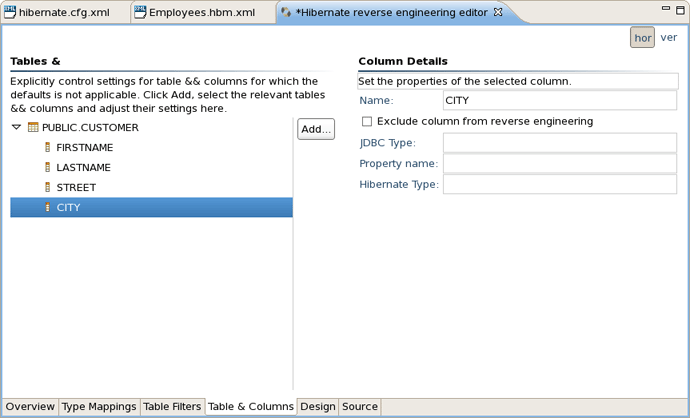 hibernate.cfg.xml
Employees.hbm.xml
*Hibernate reverse engineering editor
hor ver
Tables &
Explicitly control settings for table && columns for which the
defaults is not applicable. Click Add, select the relevant tables
&& columns and adjust their settings here.
PUBLIC.CUSTOMER
FIRSTNAME
LASTNAME
STREET
CITY
Add...
Column Details
Set the properties of the selected column.
Name: CITY
Exclude column from reverse engineering
JDBC Type:
Property name:
Hibernate Type:
Overview Type Mappings Table Filters Table & Columns Design Source